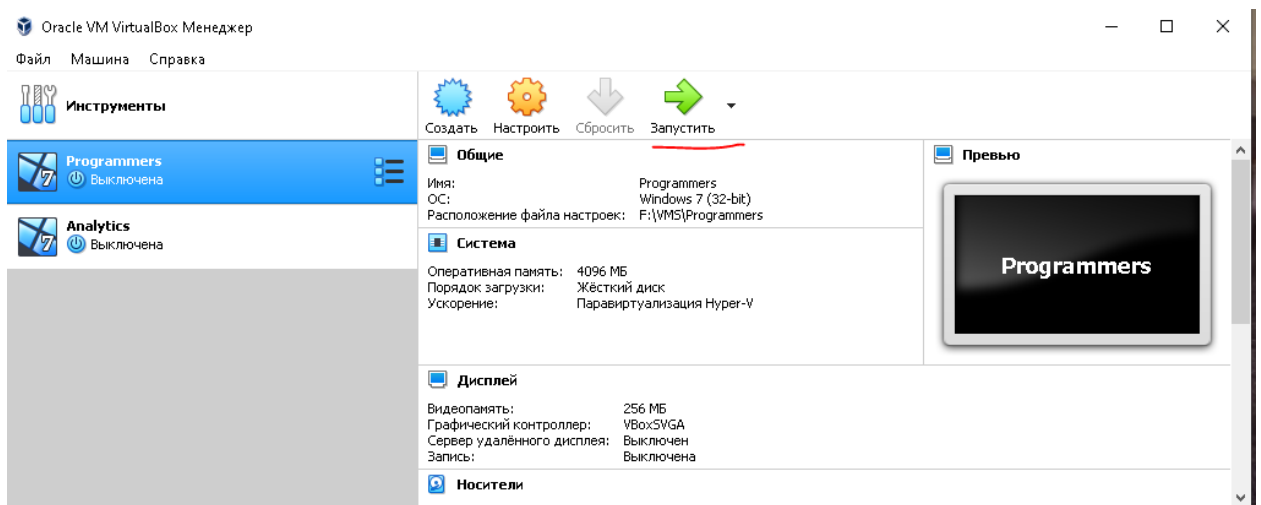 Oracle VM VirtualBox Менеджер
Файл Машина Справка
Инструменты
Programmers
Выключена
Analytics
Выключена
Создать Настроить Сбросить Запустить
Общие
Имя: Programmers
ОС: Windows 7 (32-bit)
Расположение файла настроек: F:\VMS\Programmers
Система
Оперативная память: 4096 МБ
Порядок загрузки: Жёсткий диск
Ускорение: Паравиртуализация Hyper-V
Превью
Programmers
Дисплей
Видеопамять: 256 МБ
Графический контроллер: VBoxSVGA
Сервер удалённого дисплея: Выключен
Запись: Выключена
Носители